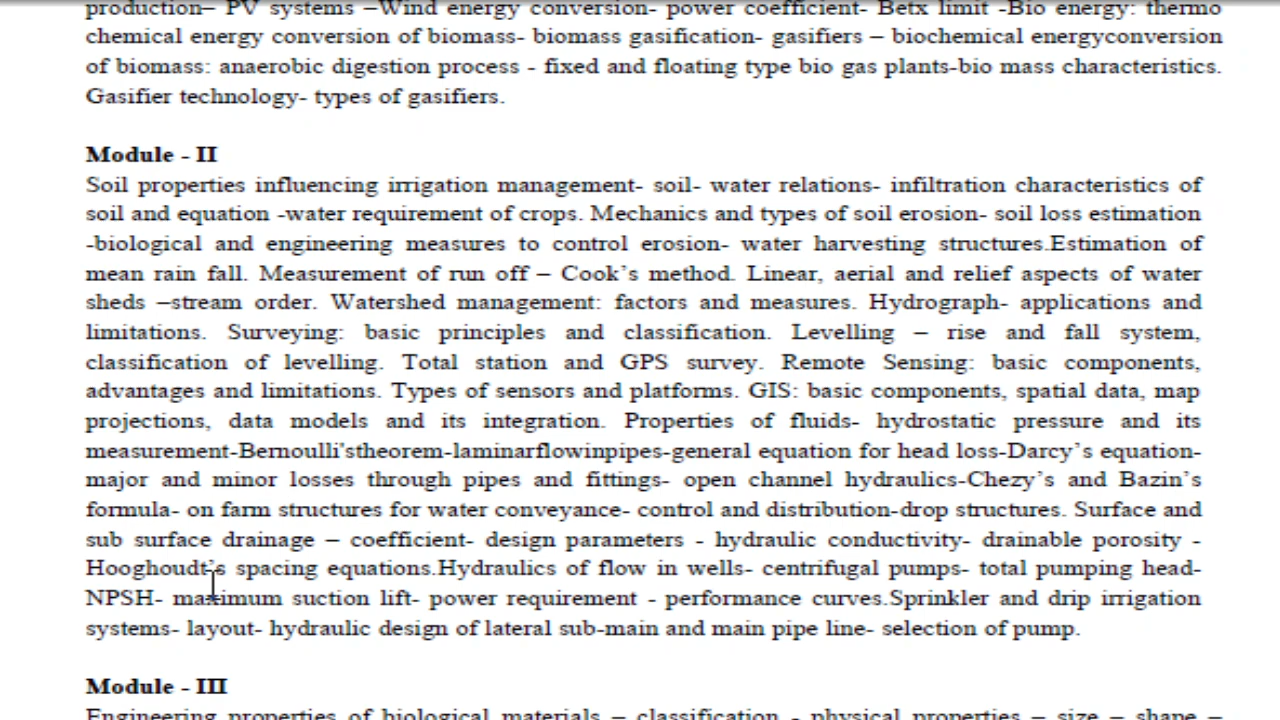 production– PV systems –Wind energy conversion- power coefficient- Betx limit -Bio energy: thermo
chemical energy conversion of biomass- biomass gasification- gasifiers – biochemical energyconversion
of biomass: anaerobic digestion process - fixed and floating type bio gas plants-bio mass characteristics.
Gasifier technology- types of gasifiers.
Module - II
Soil properties influencing irrigation management- soil- water relations- infiltration characteristics of
soil and equation -water requirement of crops. Mechanics and types of soil erosion- soil loss estimation
-biological and engineering measures to control erosion- water harvesting structures.Estimation of
mean rain fall. Measurement of run off – Cook’s method. Linear, aerial and relief aspects of water
sheds –stream order. Watershed management: factors and measures. Hydrograph- applications and
limitations. Surveying: basic principles and classification. Levelling – rise and fall system,
classification of levelling. Total station and GPS survey. Remote Sensing: basic components,
advantages and limitations. Types of sensors and platforms. GIS: basic components, spatial data, map
projections, data models and its integration. Properties of fluids- hydrostatic pressure and its
measurement-Bernoulli'stheorem-laminarflowinpipes-general equation for head loss-Darcy’s equation-
major and minor losses through pipes and fittings- open channel hydraulics-Chezy’s and Bazin’s
formula- on farm structures for water conveyance- control and distribution-drop structures. Surface and
sub surface drainage – coefficient- design parameters - hydraulic conductivity- drainable porosity -
Hooghoudt’s spacing equations.Hydraulics of flow in wells- centrifugal pumps- total pumping head-
NPSH- maximum suction lift- power requirement - performance curves.Sprinkler and drip irrigation
systems- layout- hydraulic design of lateral sub-main and main pipe line- selection of pump.
Module - III
Engineering properties of biological materials – classification - physical properties – size – shape –